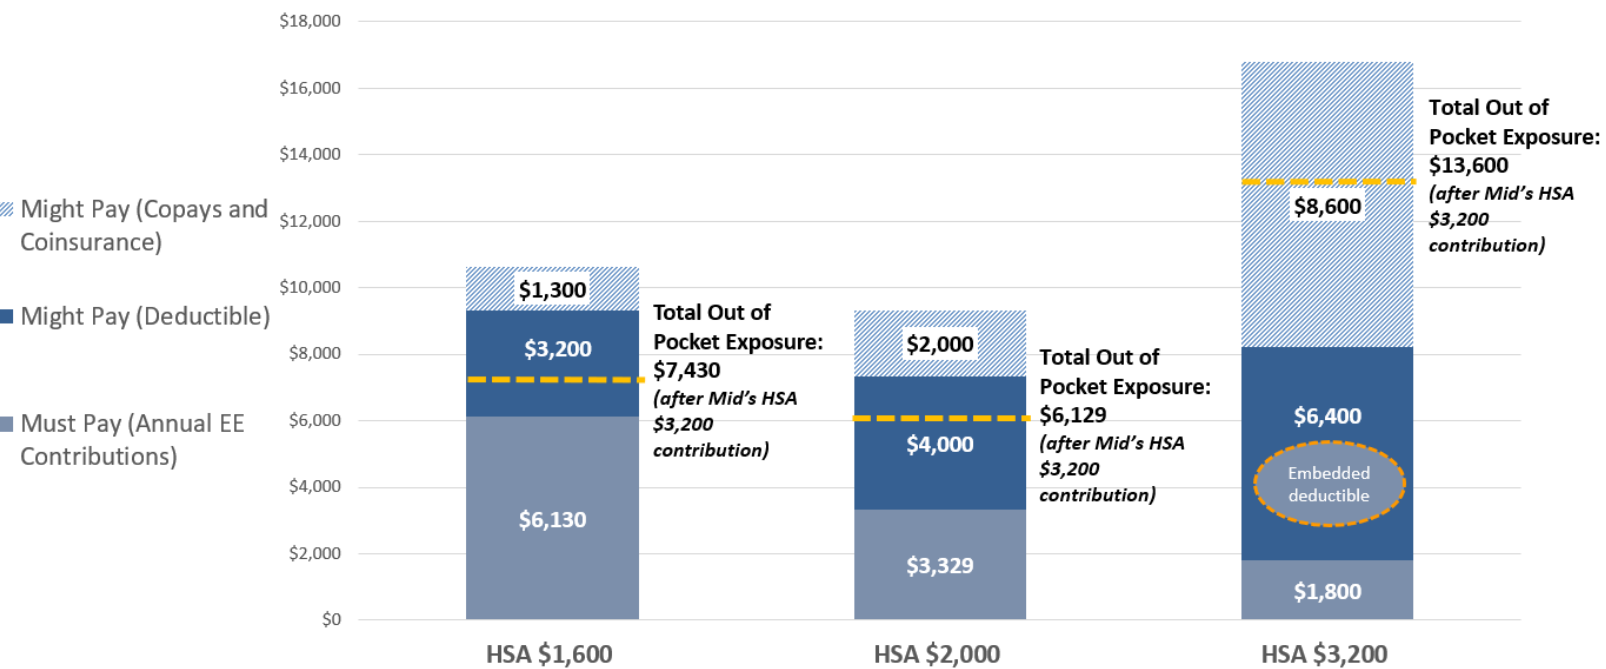 $18,000
$16,000
$14,000
$12,000
$10,000
$8,000
$6,000
$4,000
$2,000
$0
Might Pay (Copays and
Coinsurance)
Might Pay (Deductible)
Must Pay (Annual EE
Contributions)
$1,300
$3,200
$6,130
Total Out of
Pocket Exposure:
$7,430
(after Mid's HSA
$3,200
contribution)
$2,000
$4,000
$3,329
Total Out of
Pocket Exposure:
$6,129
(after Mid's HSA
$3,200
contribution)
$8,600
$6,400
Embedded
deductible
$1,800
Total Out of
Pocket Exposure:
$13,600
(after Mid's HSA
$3,200
contribution)
HSA $1,600
HSA $2,000
HSA $3,200